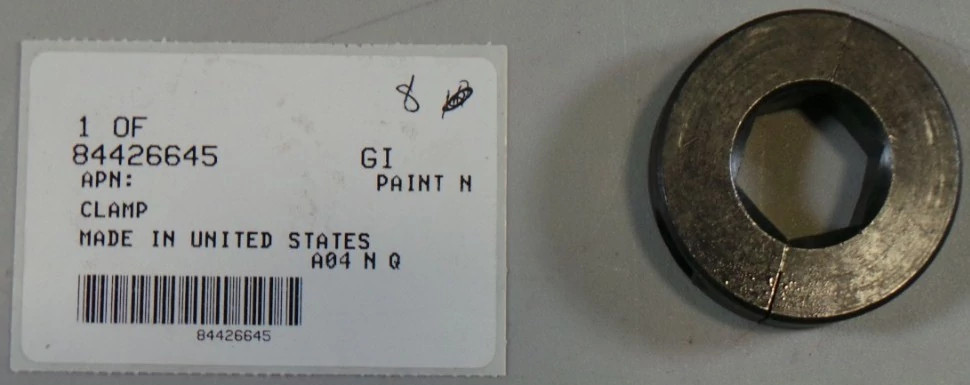 8
1 OF
84426645 GI
APN: PAINT N
CLAMP
MADE IN UNITED STATES
A04 N Q
84426645